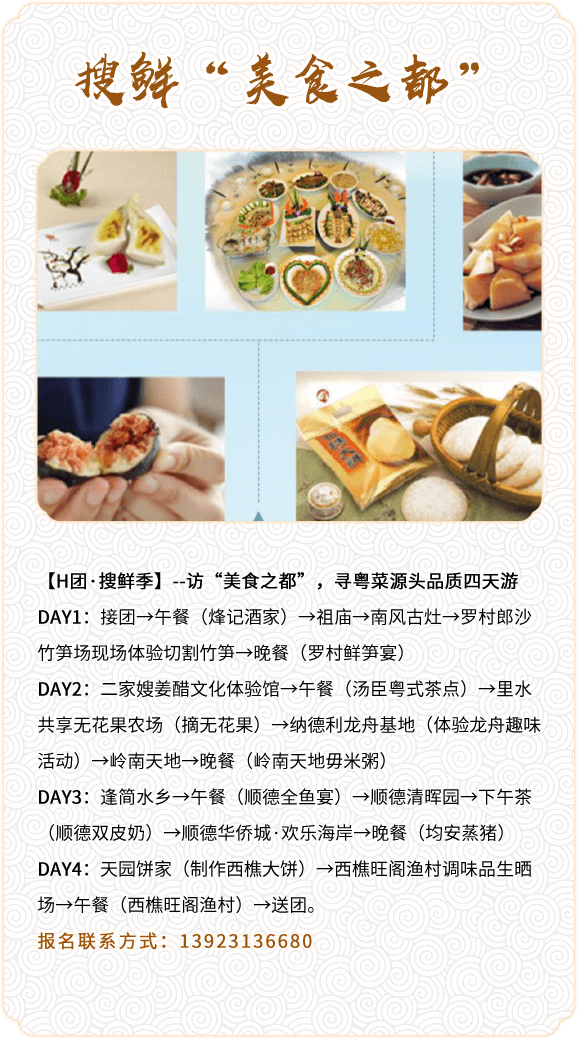 搜鲜“美食之都”
【H团·搜鲜季】--访“美食之都”，寻粤菜源头品质四天游
DAY1：接团→午餐（烽记酒家）→祖庙→南风古灶→罗村郎沙
竹笋场现场体验切割竹笋→晚餐（罗村鲜笋宴）
DAY2：二家嫂姜醋文化体验馆→午餐（汤臣粤式茶点）→里水
共享无花果农场（摘无花果）→纳德利龙舟基地（体验龙舟趣味
活动）→岭南天地→晚餐（岭南天地毋米粥）
DAY3：逢简水乡→午餐（顺德全鱼宴）→顺德清晖园→下午茶
（顺德双皮奶）→顺德华侨城·欢乐海岸→晚餐（均安蒸猪）
DAY4：天园饼家（制作西樵大饼）→西樵旺阁渔村调味品生晒
场→午餐（西樵旺阁渔村）→送团。
报名联系方式：13923136680